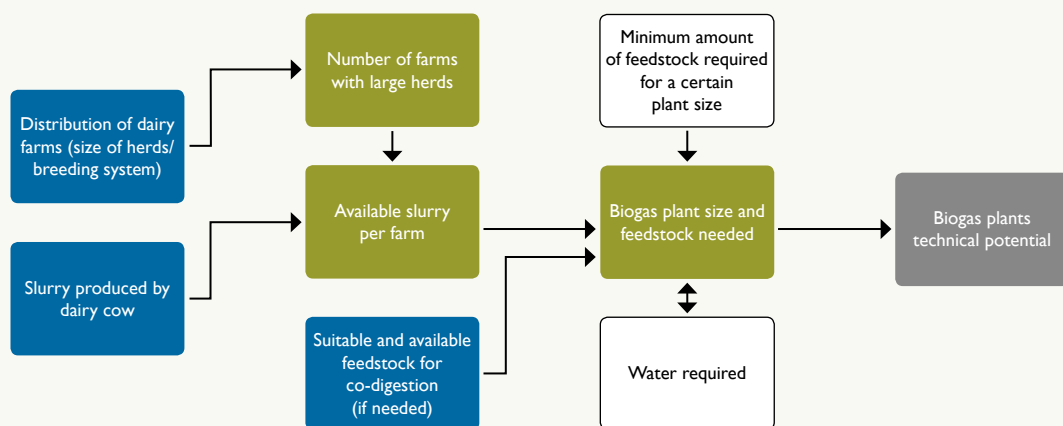 Distribution of dairy
farms (size of herds/
breeding system)
Slurry produced by
dairy cow
Number of farms
with large herds
Available slurry
per farm
Suitable and available
feedstock for
co-digestion
(if needed)
Minimum amount
of feedstock required
for a certain
plant size
Biogas plant size and
feedstock needed
Water required
Biogas plants
technical potential